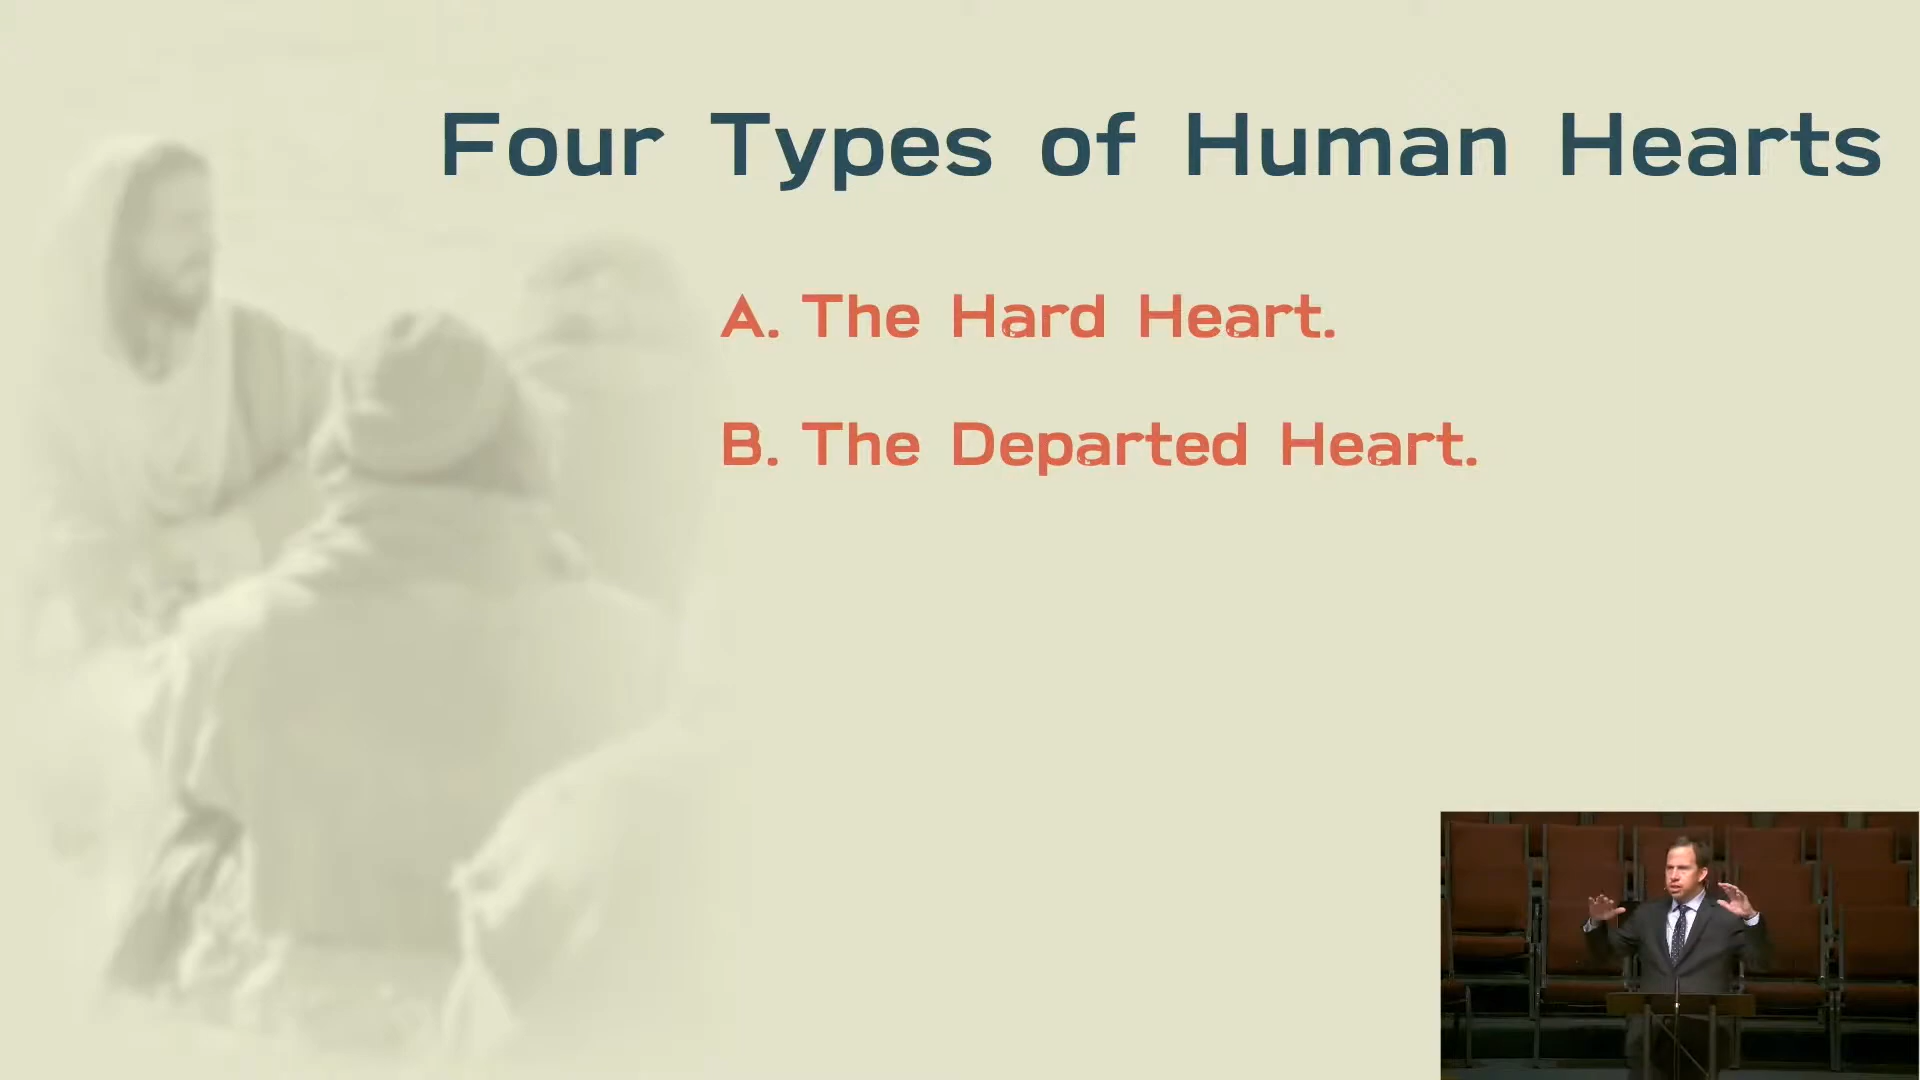 Four Types of Human Hearts
A. The Hard Heart.
B. The Departed Heart.